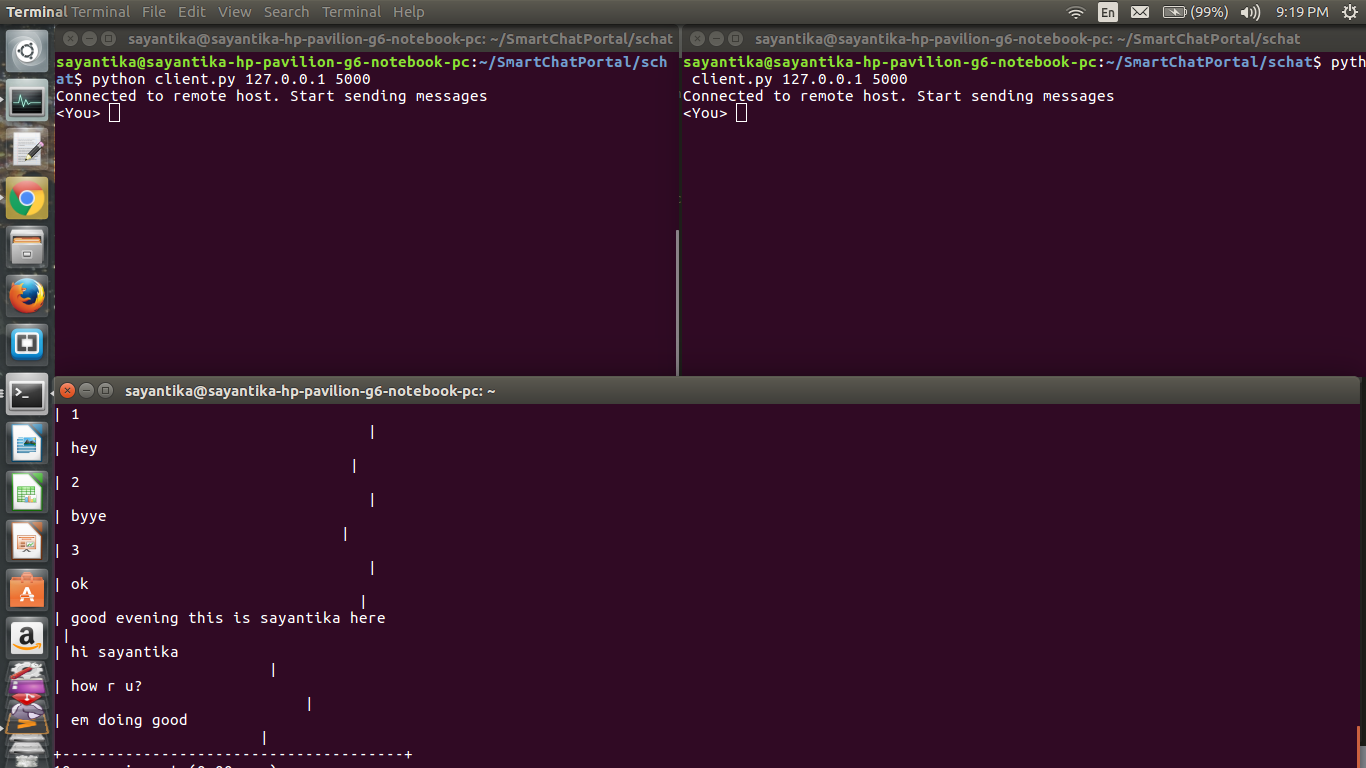 Terminal Terminal File Edit View Search Terminal Help En (99%) 9:19 PM
sayantika@sayantika-hp-pavilion-g6-notebook-pc: ~/SmartChatPortal/schat
sayantika@sayantika-hp-pavilion-g6-notebook-pc:~/SmartChatPortal/sch
at$ python client.py 127.0.0.1 5000
Connected to remote host. Start sending messages
<You>
sayantika@sayantika-hp-pavilion-g6-notebook-pc: ~/SmartChatPortal/schat
sayantika@sayantika-hp-pavilion-g6-notebook-pc:~/SmartChatPortal/schat$ pyth
client.py 127.0.0.1 5000
Connected to remote host. Start sending messages
<You>
sayantika@sayantika-hp-pavilion-g6-notebook-pc: ~
| 1
|
| hey
|
| 2
|
| byye
|
| 3
|
| ok
|
| good evening this is sayantika here
|
| hi sayantika
|
| how r u?
|
| em doing good
|
+--------------------------------------+